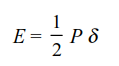 E = 1/2 P δ